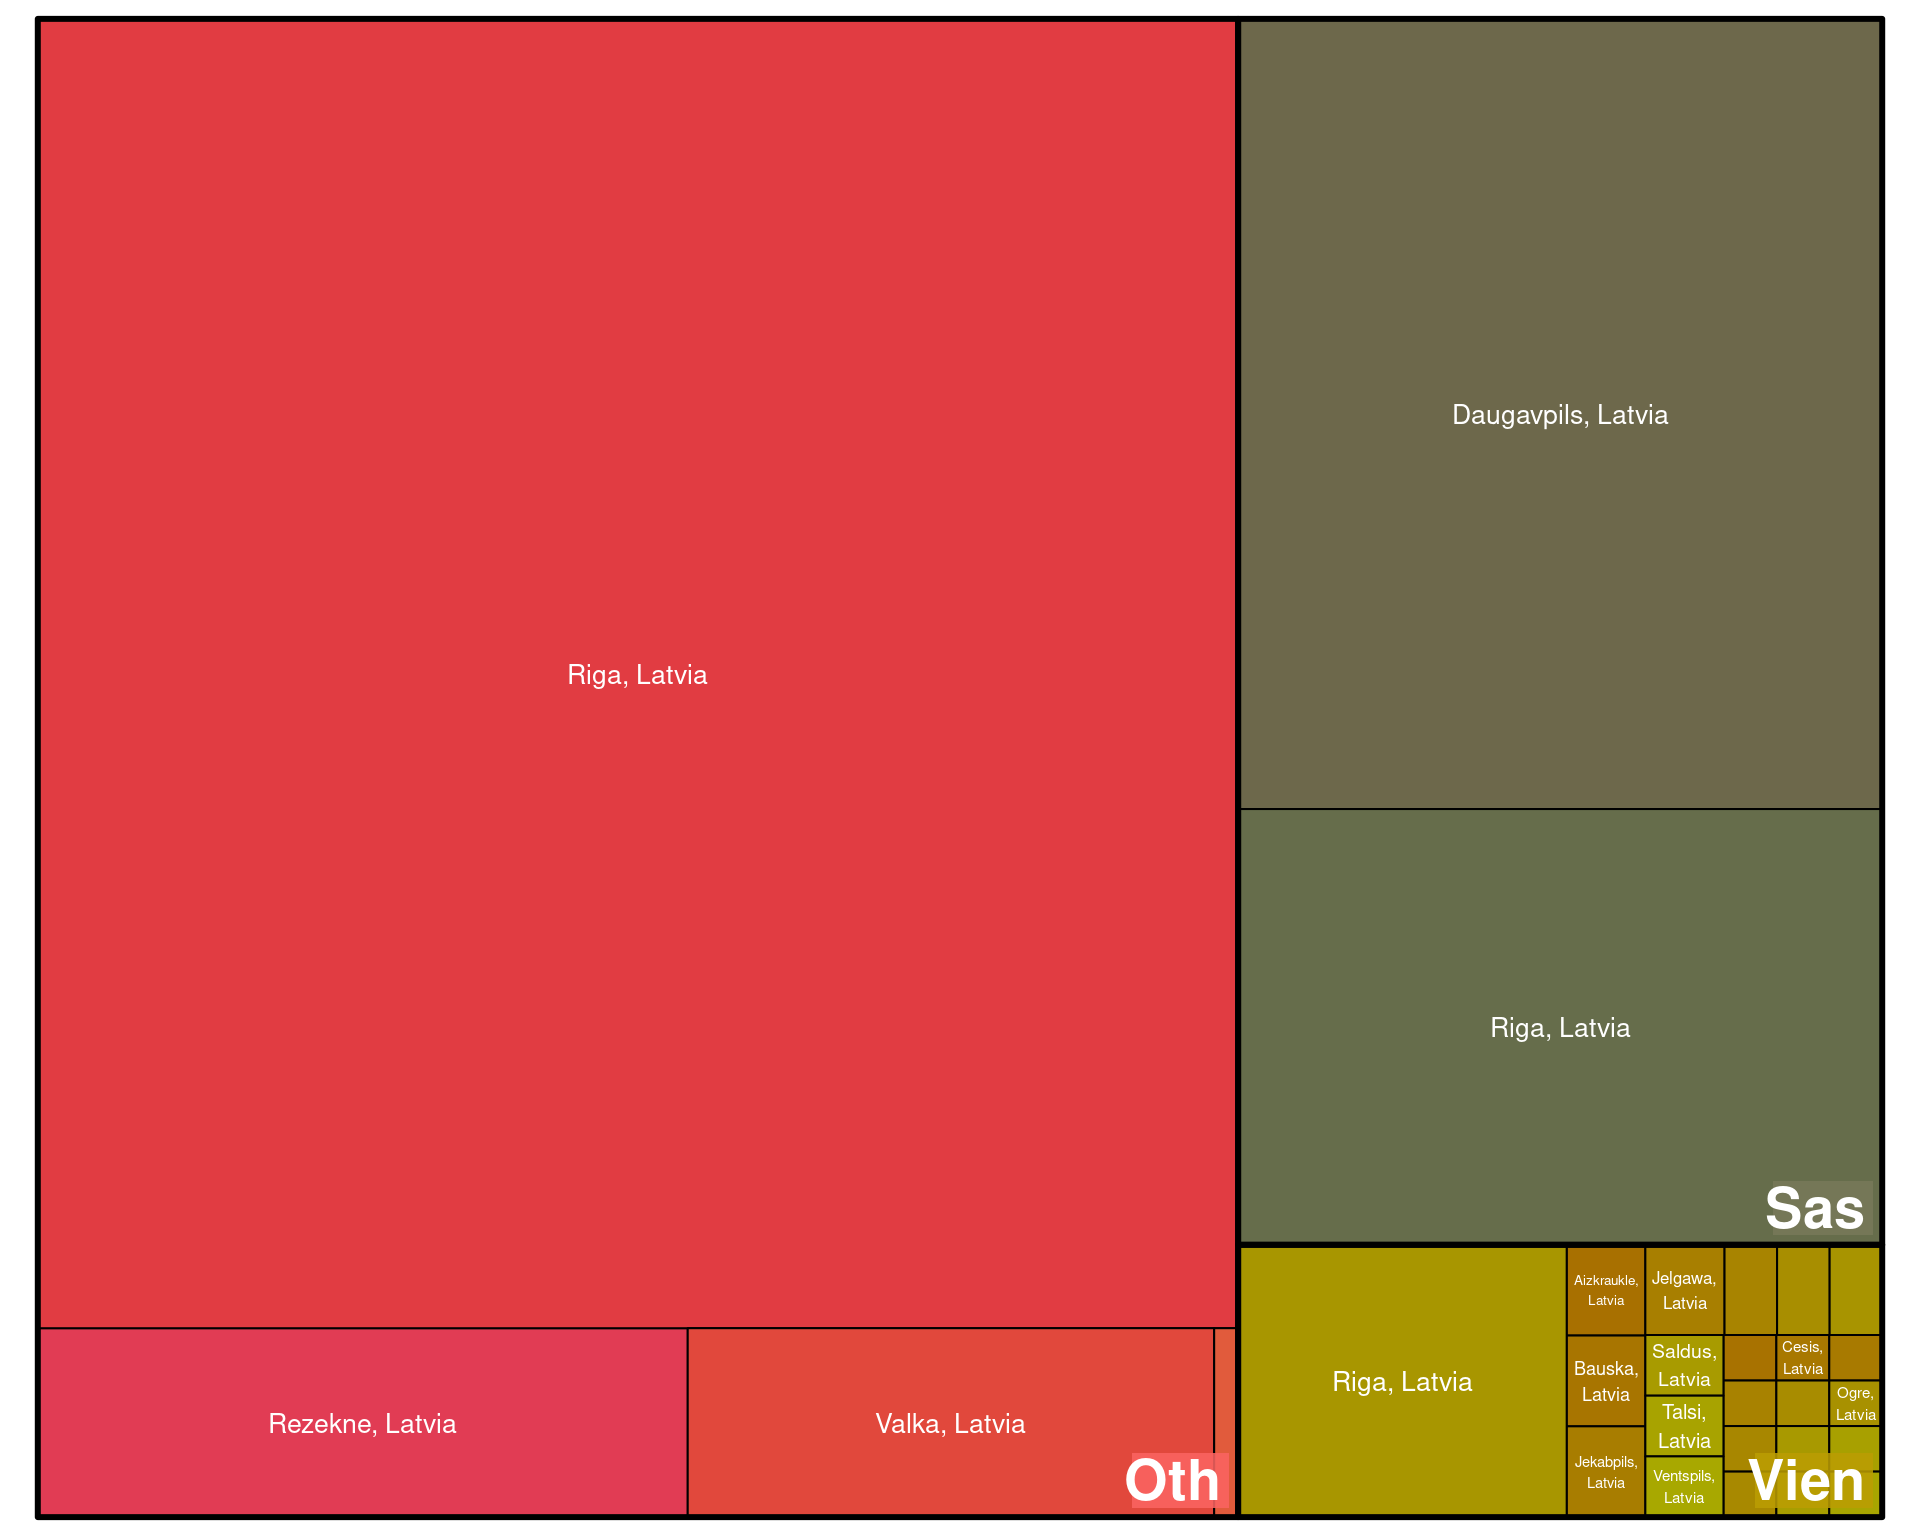 Riga, Latvia
Rezekne, Latvia
Valka, Latvia
Oth
Daugavpils, Latvia
Riga, Latvia
Sas
Riga, Latvia
Aizkraukle,
Latvia
Bauska,
Latvia
Jekabpils,
Latvia
Jelgawa,
Latvia
Saldus,
Latvia
Talsi,
Latvia
Ventspils,
Latvia
Cesis,
Latvia
Ogre,
Latvia
Vien